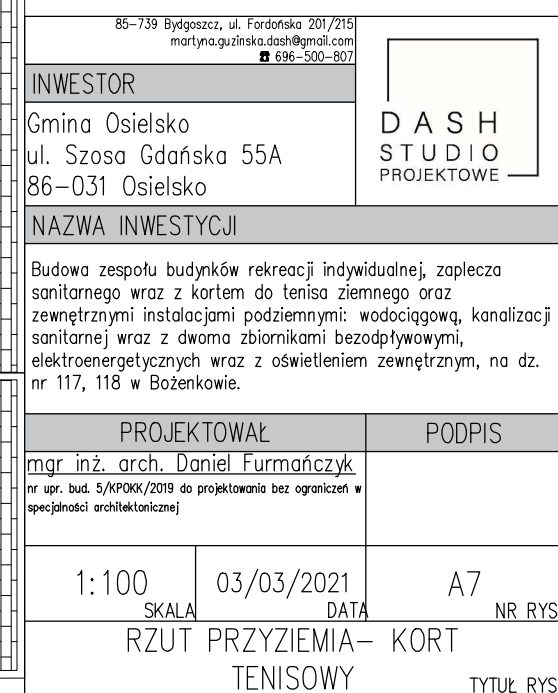 85-739 Bydgoszcz, ul. Fordońska 201/215
martyna.guzinska.dash@gmail.com
☎ 696-500-807
DASH
STUDIO
PROJEKTOWE
INWESTOR
Gmina Osielsko
ul. Szosa Gdańska 55A
86-031 Osielsko
NAZWA INWESTYCJI
Budowa zespołu budynków rekreacji indywidualnej, zaplecza
sanitarnego wraz z kortem do tenisa ziemnego oraz
zewnętrznymi instalacjami podziemnymi: wodociągową, kanalizacji
sanitarnej wraz z dwoma zbiornikami bezodpływowymi,
elektroenergetycznych wraz z oświetleniem zewnętrznym, na dz.
nr 117, 118 w Bożenkowie.
PROJEKTOWAŁ
PODPIS
mgr inż. arch. Daniel Furmańczyk
nr upr. bud. 5/KPOKK/2019 do projektowania bez ograniczeń w
specjalności architektonicznej
1:100
SKALA
03/03/2021
DATA
A7
NR RYS
RZUT PRZYZIEMIA- KORT
TENISOWY
TYTUŁ RYS